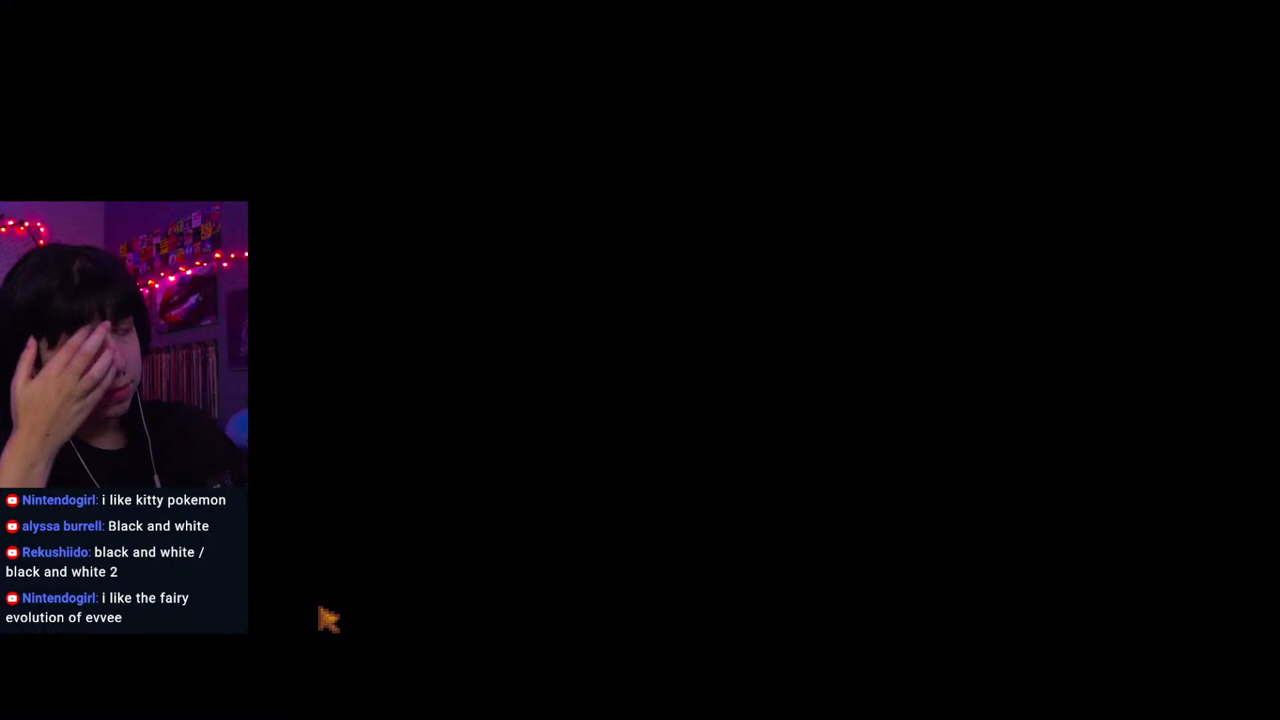 Nintendogirl: i like kitty pokemon
alyssa burrell: Black and white
Rekushiido: black and white /
black and white 2
Nintendogirl: i like the fairy
evolution of evvee